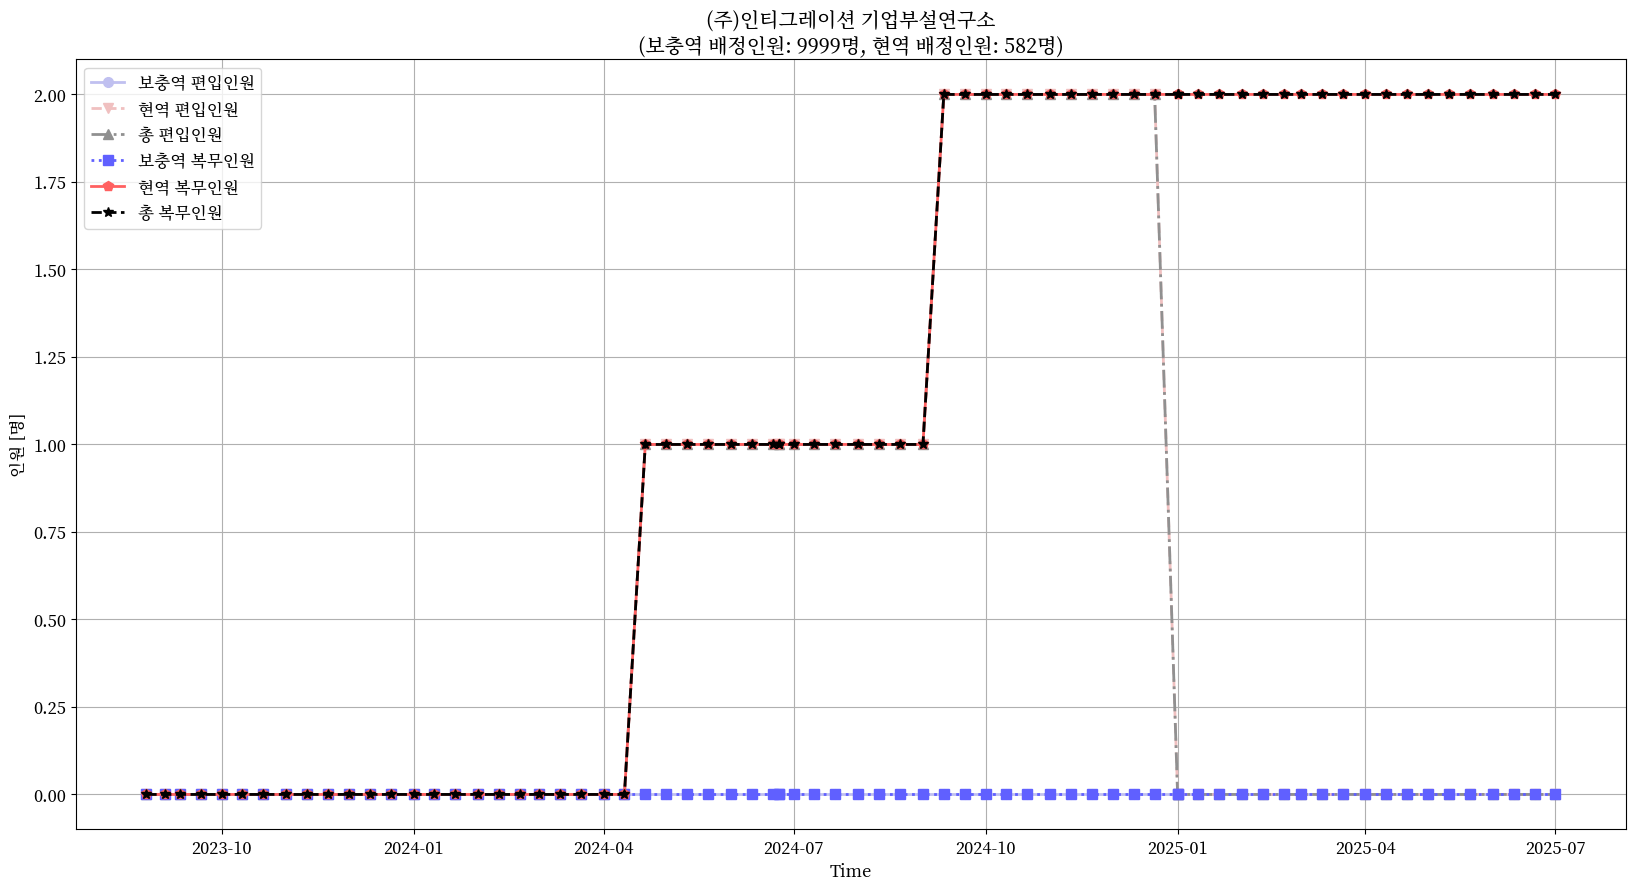 (주)인티그레이션 기업부설연구소
(보충역 배정인원: 9999명, 현역 배정인원: 582명)
보충역 편입인원
현역 편입인원
총 편입인원
보충역 복무인원
현역 복무인원
총 복무인원
2.00
1.75
1.50
1.25
1.00
0.75
0.50
0.25
0.00
인원 [명]
2023-10 2024-01 2024-04 2024-07 2024-10 2025-01 2025-04 2025-07
Time